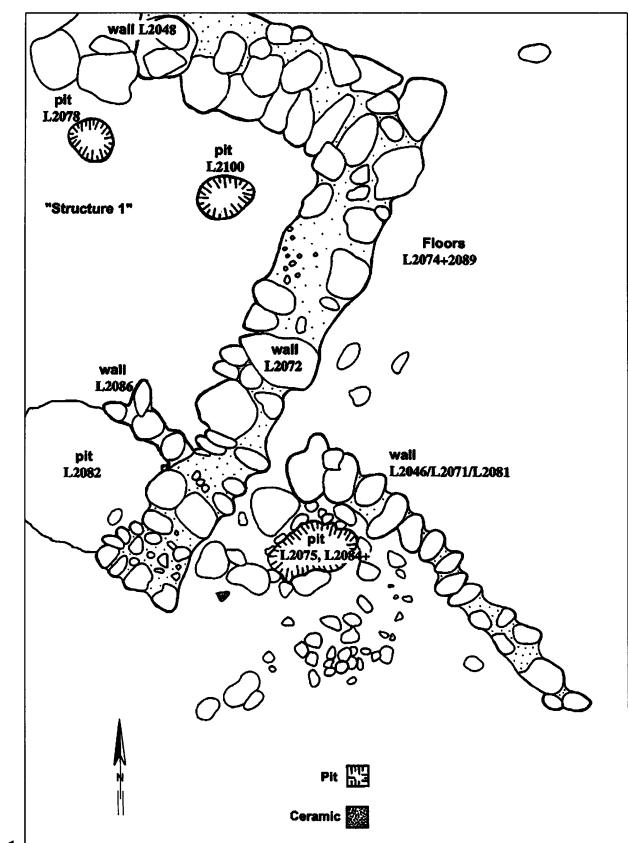 wall L2048
pit
L2078
pit
L2100
"Structure 1"
Floors
L2074+2089
wall
L2072
wall
L2086
wall
L2046/L2071/L2081
pit
L2082
pit
L2075, L2084+
N
Pit
Ceramic